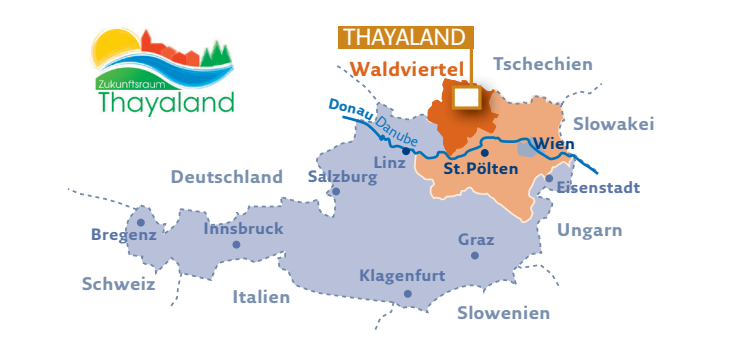 THAYALAND
Waldviertel
Tschechien
Zukunftsraum
Thayaland
Donau Danube
Slowakei
Wien
Linz
St. Pölten
Deutschland
Salzburg
Eisenstadt
Bregenz
Innsbruck
Graz
Ungarn
Schweiz
Italien
Klagenfurt
Slowenien